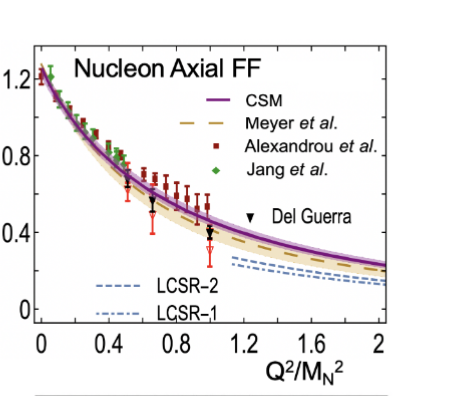 Nucleon Axial FF
1.2
CSM
Meyer et al.
Alexandrou et al.
0.8
Jang et al.
Del Guerra
0.4
LCSR–2
LCSR–1
0
0 0.4 0.8 1.2 1.6 2
Q²/M_N²